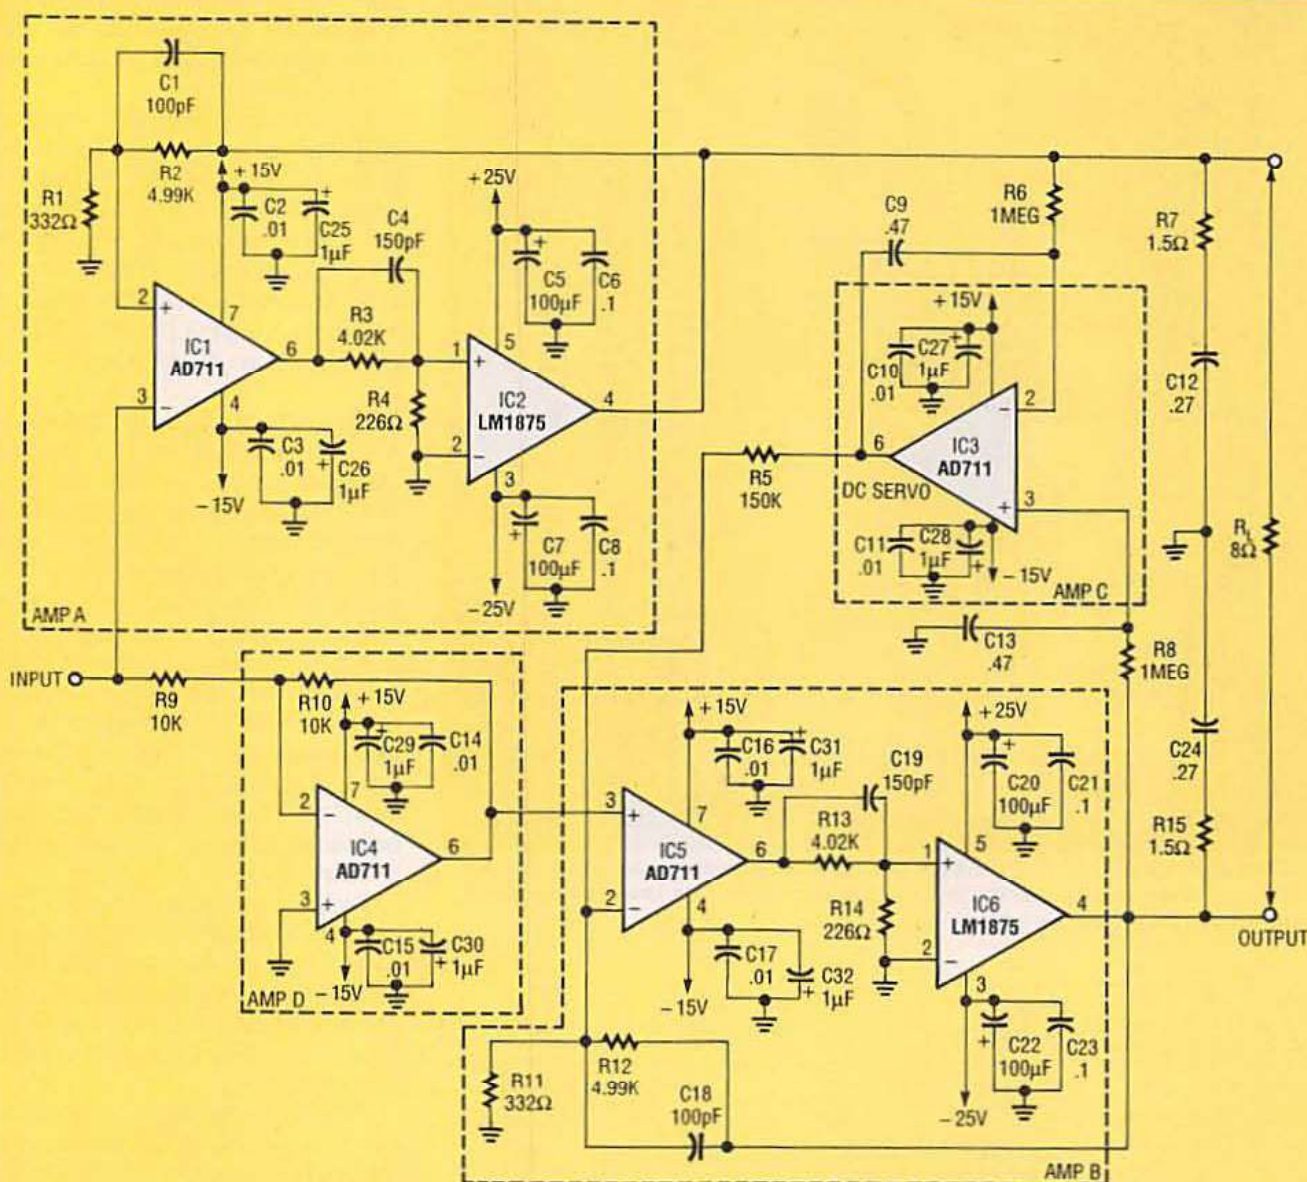 C1
100pF
R2
4.99K
R1
332Ω
+ 15V
C2
.01
+
C25
1µF
C4
150pF
+25V
+
C5
100µF
C6
.1
2
+
7
IC1
AD711
6
R3
4.02K
3
−
4
1
+
5
IC2
LM1875
4
R4
226Ω
2
−
3
C3
.01
+
C26
1µF
− 15V
+
C7
100µF
C8
.1
− 25V
AMP A
C9
.47
R6
1MEG
R7
1.5Ω
+ 15V
C10
.01
+
C27
1µF
C12
.27
−
2
6
IC3
AD711
R5
150K
DC SERVO
+
3
C11
.01
C28
1µF
+
− 15V
AMP C
RL
8Ω
C13
.47
R8
1MEG
INPUT
R9
10K
R10
10K
+ 15V
+
C29
1µF
C14
.01
2
−
7
IC4
AD711
6
3
+
4
C15
.01
C30
+ 1µF
− 15V
AMP D
+ 15V
C16
.01
+
C31
1µF
C19
150pF
+ 25V
+
C20
100µF
C21
.1
C24
.27
R15
1.5Ω
3
+
7
IC5
AD711
6
R13
4.02K
2
−
4
1
+
5
IC6
LM1875
4
R14
226Ω
2
−
3
OUTPUT
C17
.01
C32
+ 1µF
− 15V
+
C22
100µF
C23
.1
− 25V
R11
332Ω
R12
4.99K
C18
100pF
AMP B